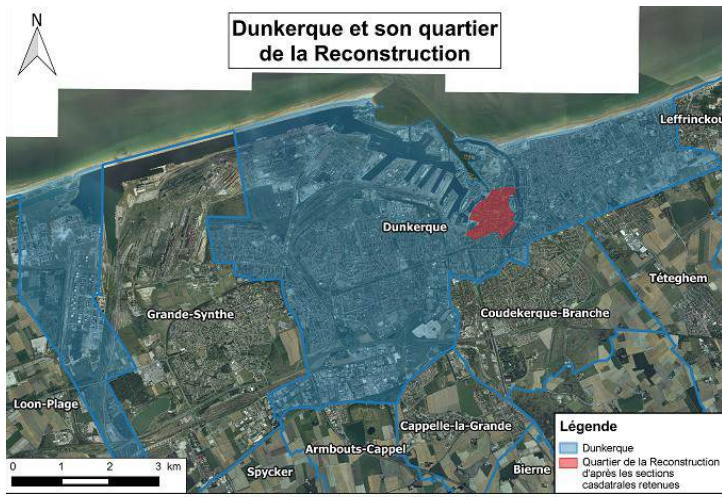 N
Dunkerque et son quartier
de la Reconstruction
Leffrinckou
Dunkerque
Téteghem
Grande-Synthe
Coudekerque-Branche
Loon-Plage
Cappelle-la-Grande
Armbouts-Cappel
Spycker
Bierne
0 1 2 3 km
Légende
Dunkerque
Quartier de la Reconstruction
d'après les sections
casdatrales retenues